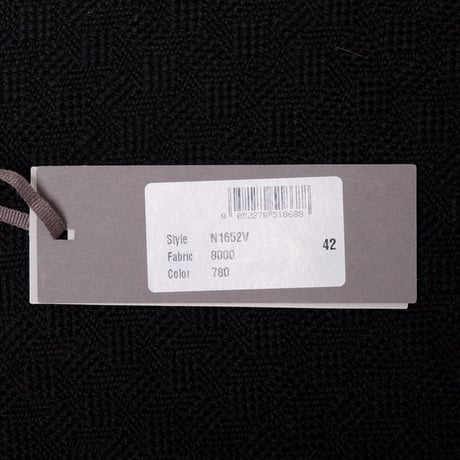 8 052270 518688
Style N1652V
Fabric 8000
Color 780
42